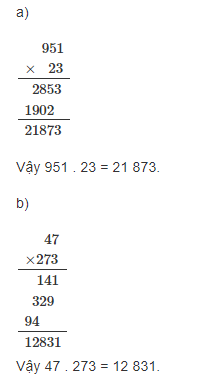 a)
951
× 23
2853
1902
21873
Vậy 951 . 23 = 21 873.
b)
47
×273
141
329
94
12831
Vậy 47 . 273 = 12 831.